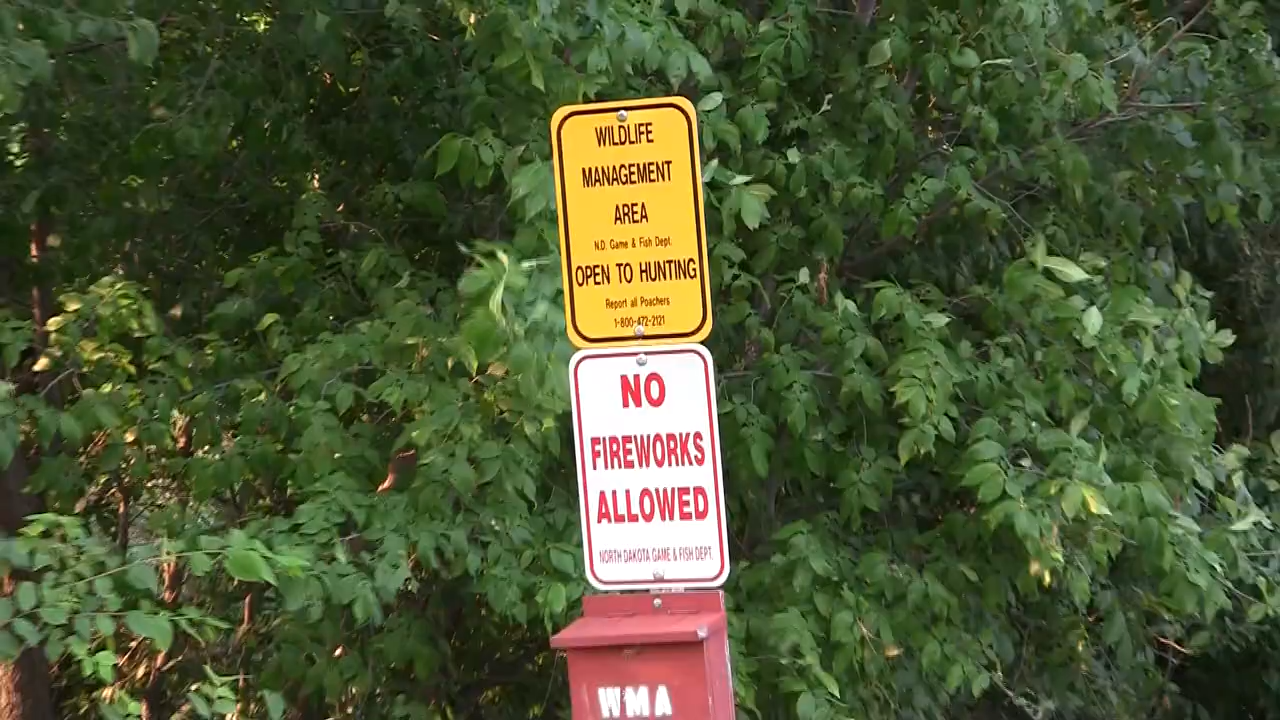 WILDLIFE
MANAGEMENT
AREA
N.D. Game & Fish Dept.
OPEN TO HUNTING
Report all Poachers
1-800-472-2121
NO
FIREWORKS
ALLOWED
NORTH DAKOTA GAME & FISH DEPT.
WMA